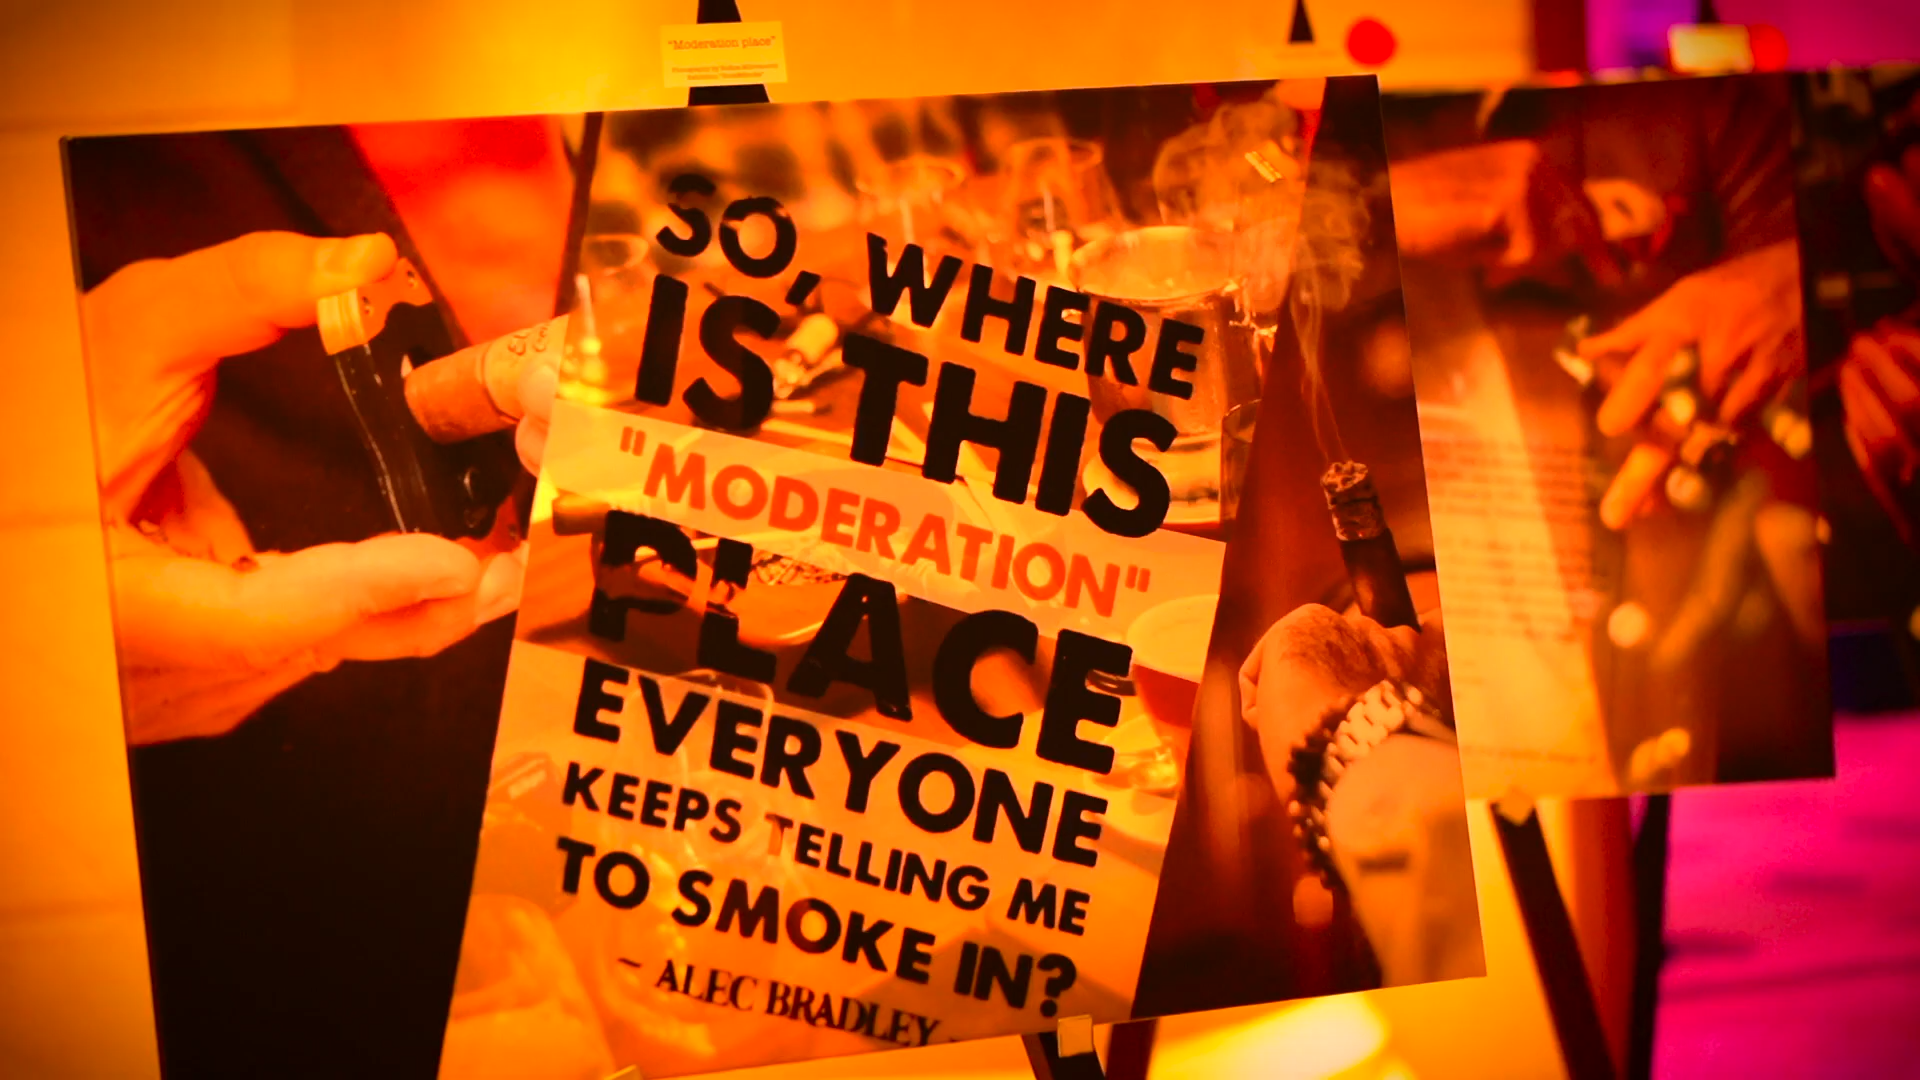 "Moderation place"
SO, WHERE
IS THIS
"MODERATION"
PLACE
EVERYONE
KEEPS TELLING ME
TO SMOKE IN?
- ALEC BRADLEY -